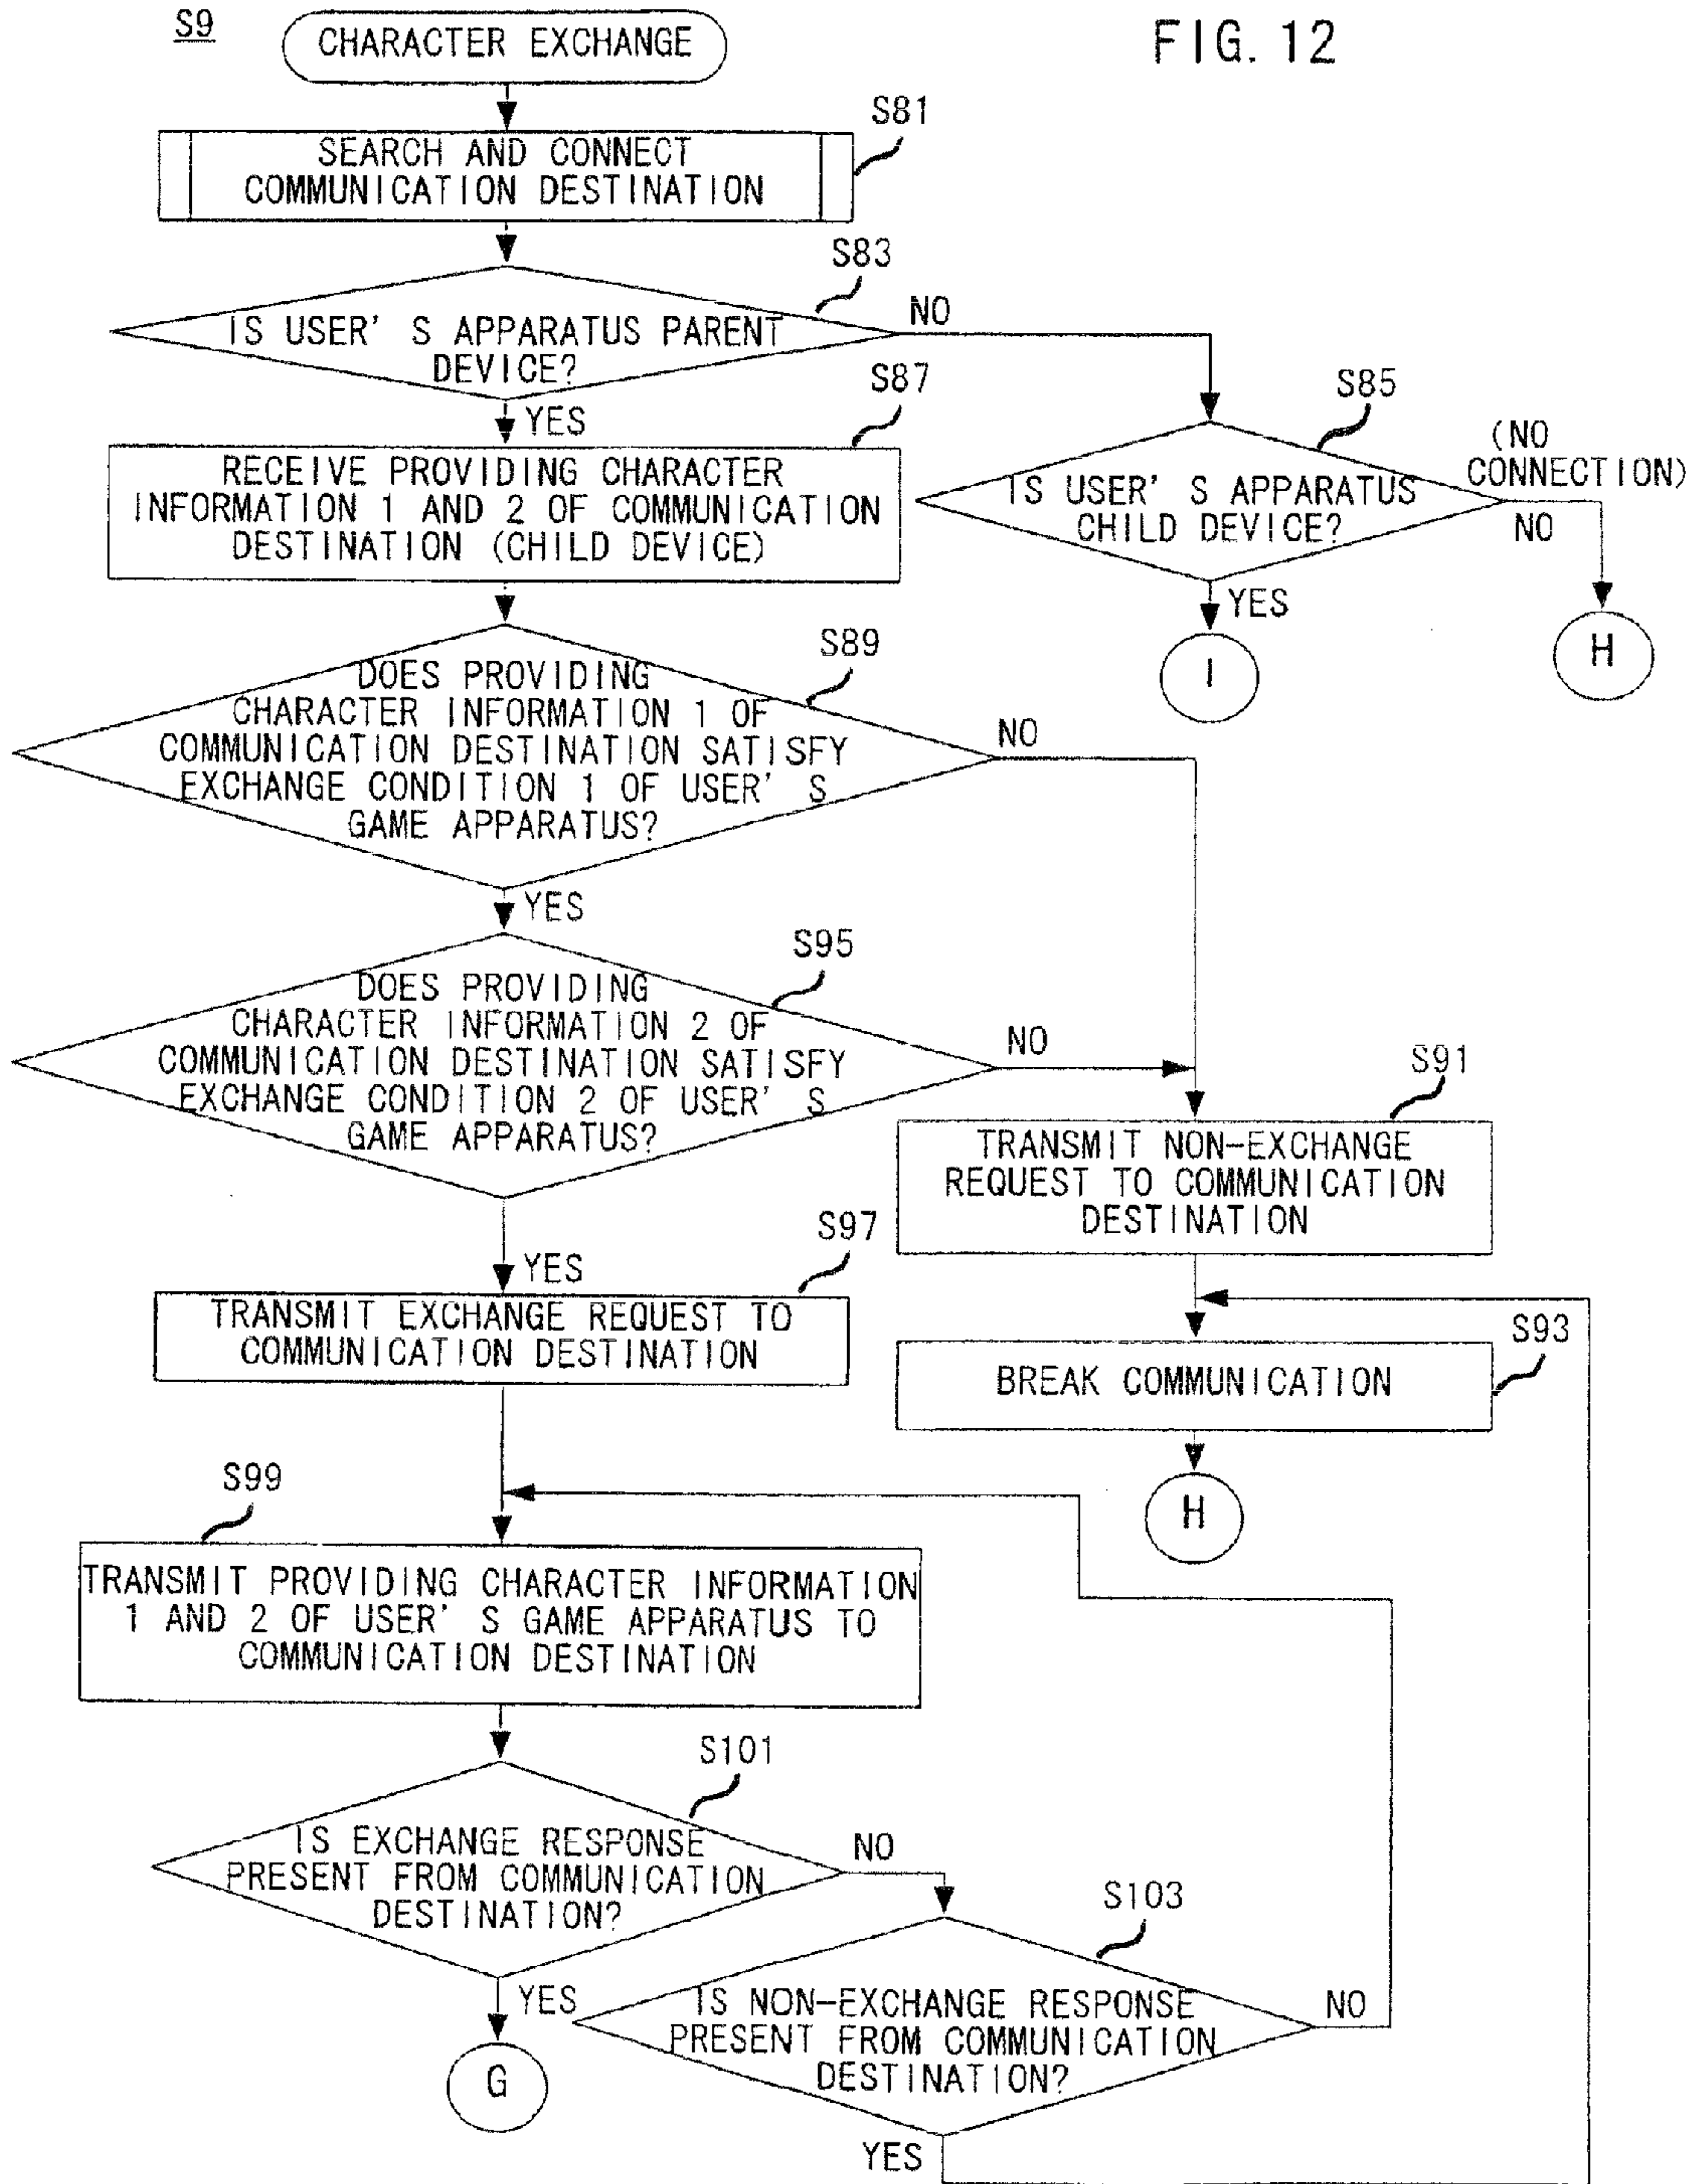 S9
CHARACTER EXCHANGE
FIG. 12
S81
SEARCH AND CONNECT
COMMUNICATION DESTINATION
S83
IS USER' S APPARATUS PARENT
DEVICE?
NO
YES
S85
IS USER' S APPARATUS
CHILD DEVICE?
(NO
CONNECTION)
NO
YES
I
H
S87
RECEIVE PROVIDING CHARACTER
INFORMATION 1 AND 2 OF COMMUNICATION
DESTINATION (CHILD DEVICE)
S89
DOES PROVIDING
CHARACTER INFORMATION 1 OF
COMMUNICATION DESTINATION SATISFY
EXCHANGE CONDITION 1 OF USER' S
GAME APPARATUS?
NO
YES
S95
DOES PROVIDING
CHARACTER INFORMATION 2 OF
COMMUNICATION DESTINATION SATISFY
EXCHANGE CONDITION 2 OF USER' S
GAME APPARATUS?
NO
YES
S91
TRANSMIT NON-EXCHANGE
REQUEST TO COMMUNICATION
DESTINATION
S97
TRANSMIT EXCHANGE REQUEST TO
COMMUNICATION DESTINATION
S93
BREAK COMMUNICATION
H
S99
TRANSMIT PROVIDING CHARACTER INFORMATION
1 AND 2 OF USER' S GAME APPARATUS TO
COMMUNICATION DESTINATION
S101
IS EXCHANGE RESPONSE
PRESENT FROM COMMUNICATION
DESTINATION?
NO
YES
G
S103
IS NON-EXCHANGE RESPONSE
PRESENT FROM COMMUNICATION
DESTINATION?
NO
YES